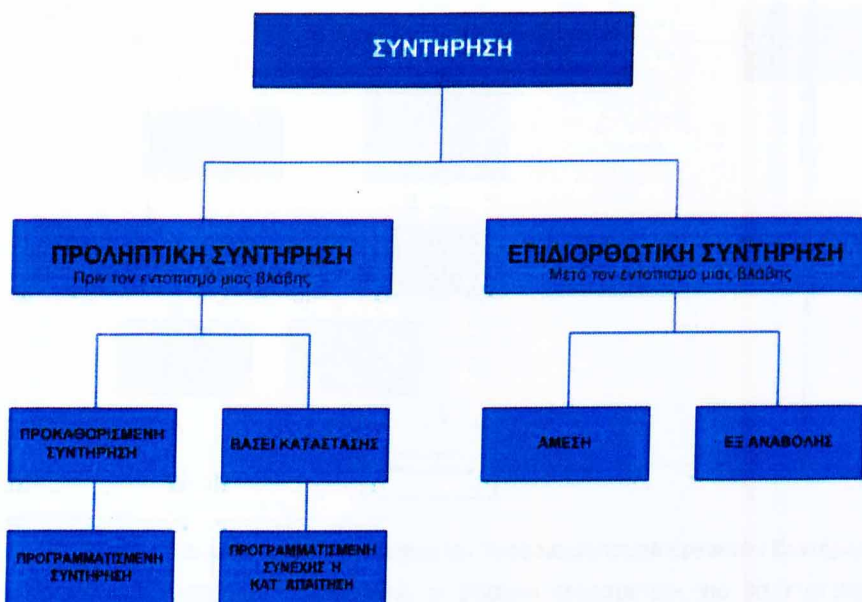 ΣΥΝΤΗΡΗΣΗ
ΠΡΟΛΗΠΤΙΚΗ ΣΥΝΤΗΡΗΣΗ
Πριν τον εντοπισμό μιας βλάβης
ΕΠΙΔΙΟΡΘΩΤΙΚΗ ΣΥΝΤΗΡΗΣΗ
Μετά τον εντοπισμό μιας βλάβης
ΠΡΟΚΑΘΟΡΙΣΜΕΝΗ
ΣΥΝΤΗΡΗΣΗ
ΒΑΣΕΙ ΚΑΤΑΣΤΑΣΗΣ
ΑΜΕΣΗ
ΕΞ ΑΝΑΒΟΛΗΣ
ΠΡΟΓΡΑΜΜΑΤΙΣΜΕΝΗ
ΣΥΝΤΗΡΗΣΗ
ΠΡΟΓΡΑΜΜΑΤΙΣΜΕΝΗ
ΣΥΝΕΧΗΣ Ή
ΚΑΤ' ΑΠΑΙΤΗΣΗ